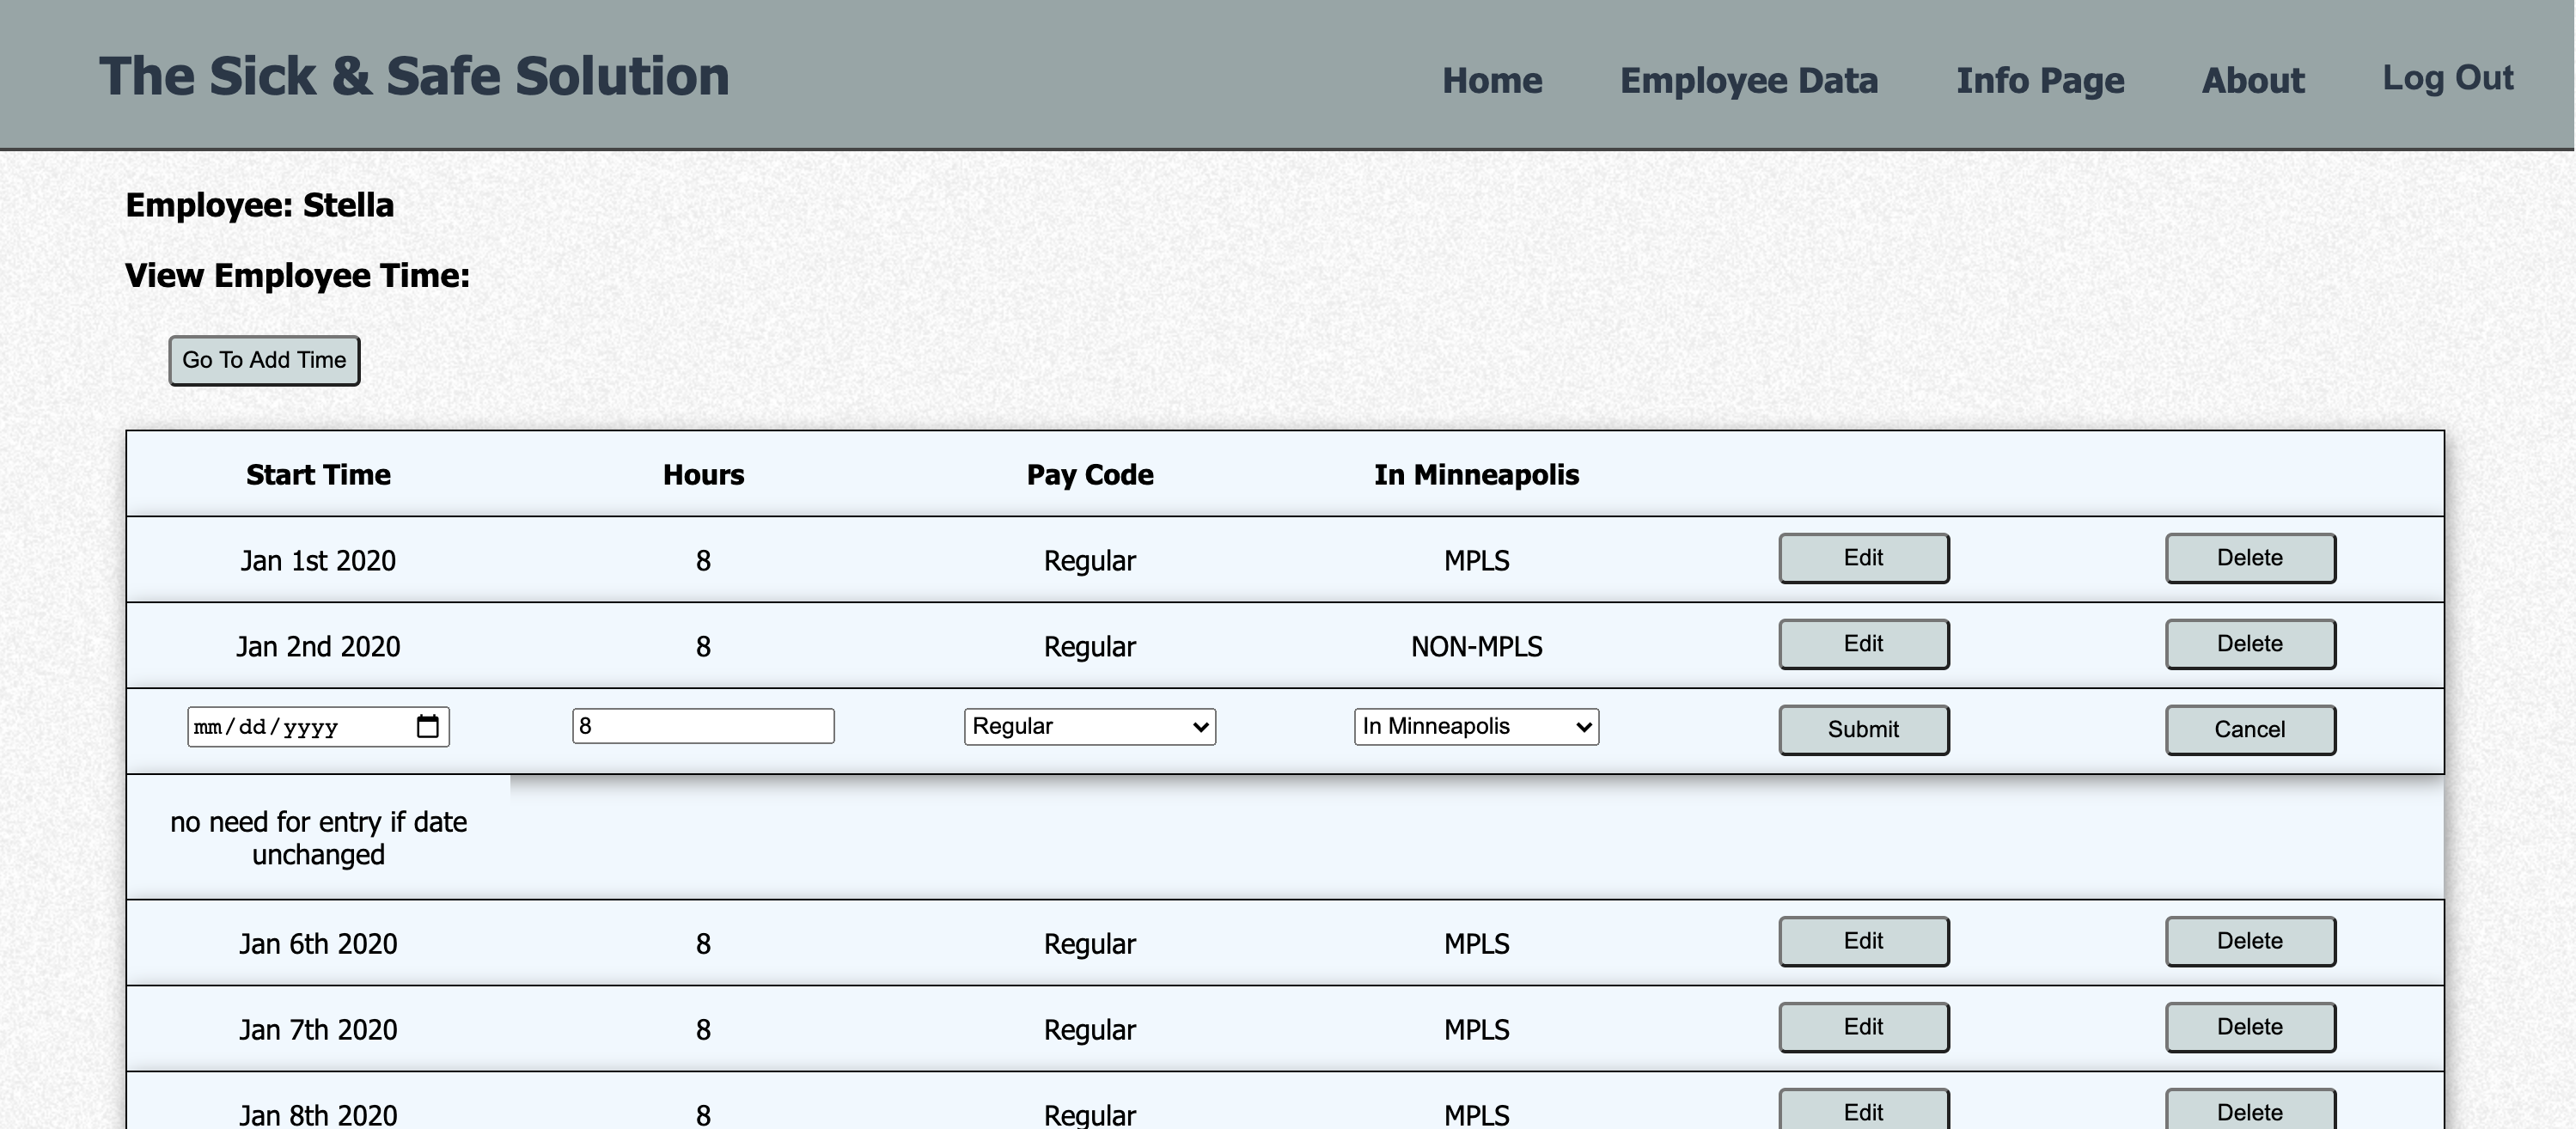 The Sick & Safe Solution
Home Employee Data Info Page About Log Out
Employee: Stella
View Employee Time:
Go To Add Time
Start Time Hours Pay Code In Minneapolis
Jan 1st 2020 8 Regular MPLS Edit Delete
Jan 2nd 2020 8 Regular NON-MPLS Edit Delete
mm/dd/yyyy 8 Regular In Minneapolis Submit Cancel
no need for entry if date
unchanged
Jan 6th 2020 8 Regular MPLS Edit Delete
Jan 7th 2020 8 Regular MPLS Edit Delete
Jan 8th 2020 8 Regular MPLS Edit Delete